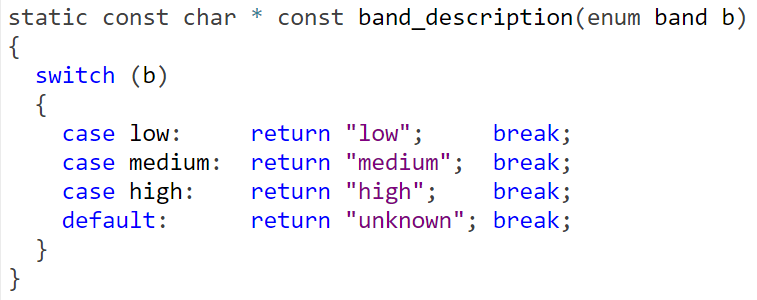 static const char * const band_description(enum band b)
{
  switch (b)
  {
    case low:     return "low";     break;
    case medium:  return "medium";  break;
    case high:    return "high";    break;
    default:      return "unknown"; break;
  }
}